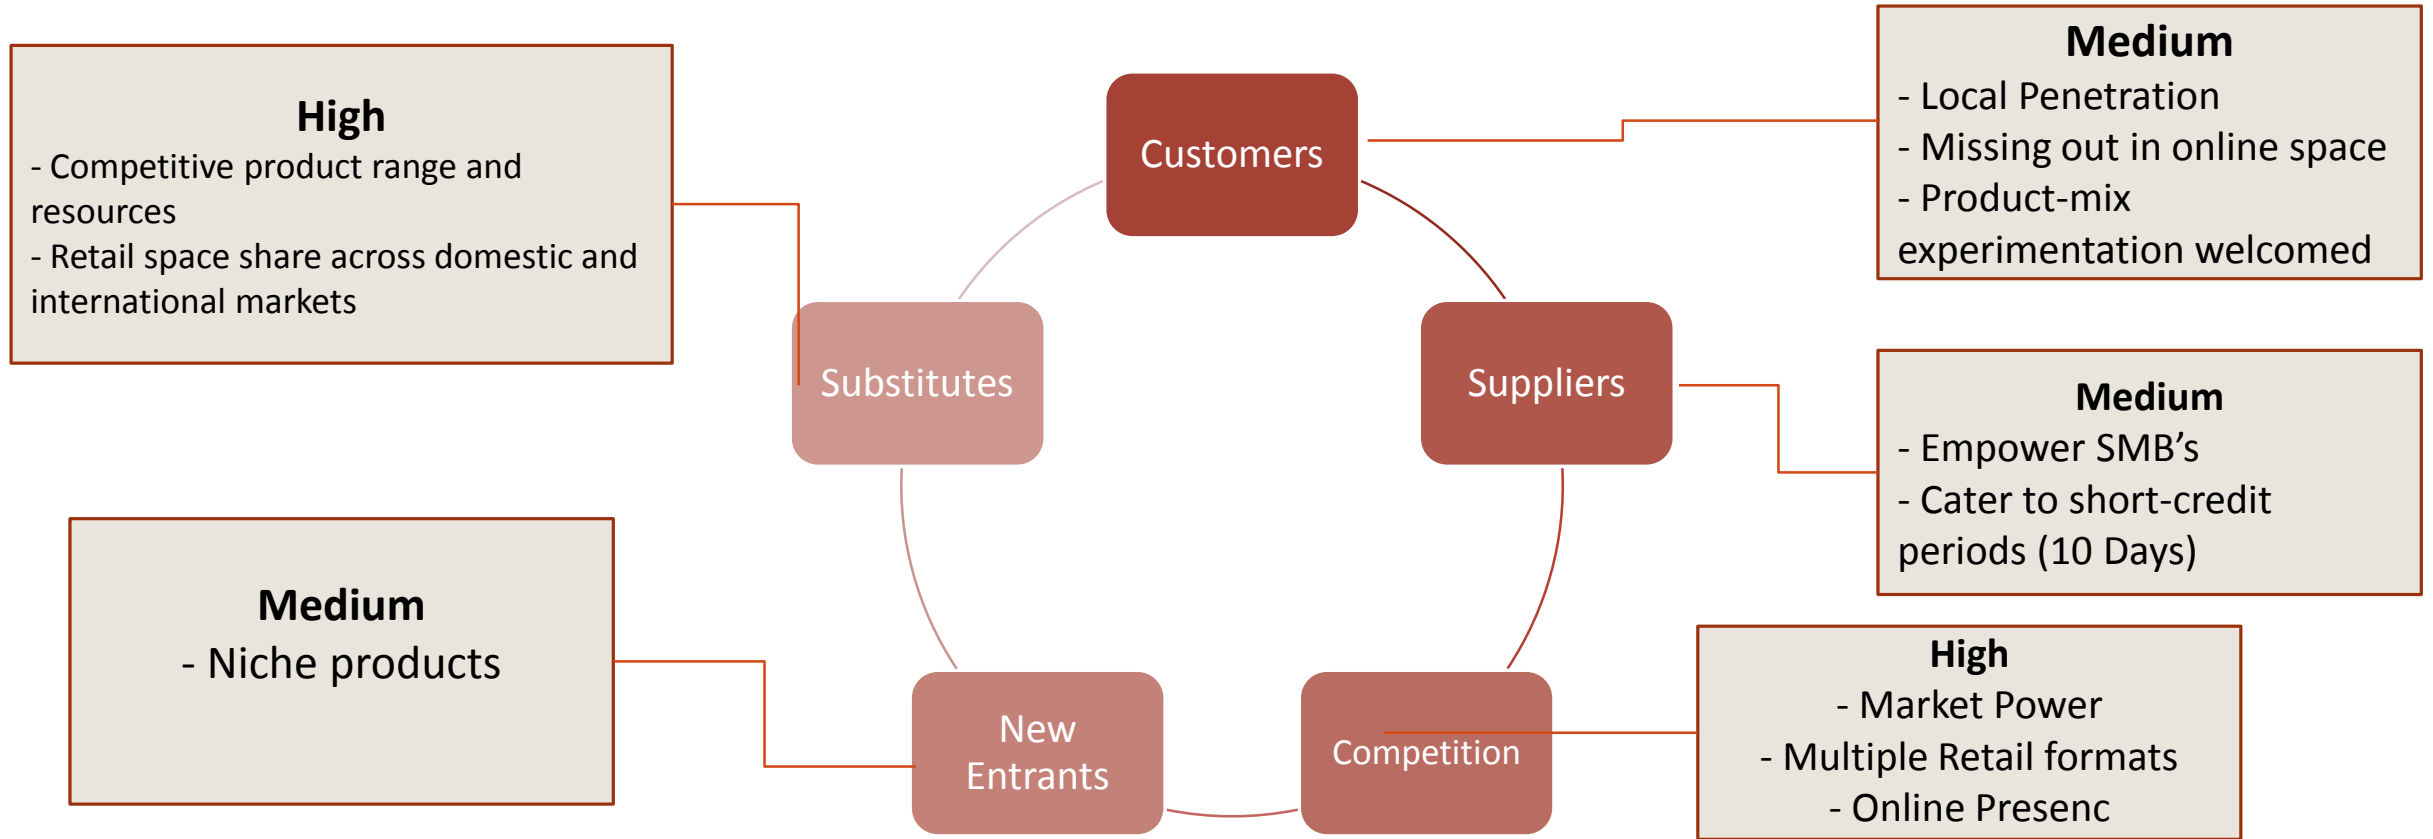 High
- Competitive product range and
resources
- Retail space share across domestic and
international markets
Customers
Medium
- Local Penetration
- Missing out in online space
- Product-mix
experimentation welcomed
Substitutes
Suppliers
Medium
- Empower SMB’s
- Cater to short-credit
periods (10 Days)
Medium
- Niche products
New
Entrants
Competition
High
- Market Power
- Multiple Retail formats
- Online Presenc